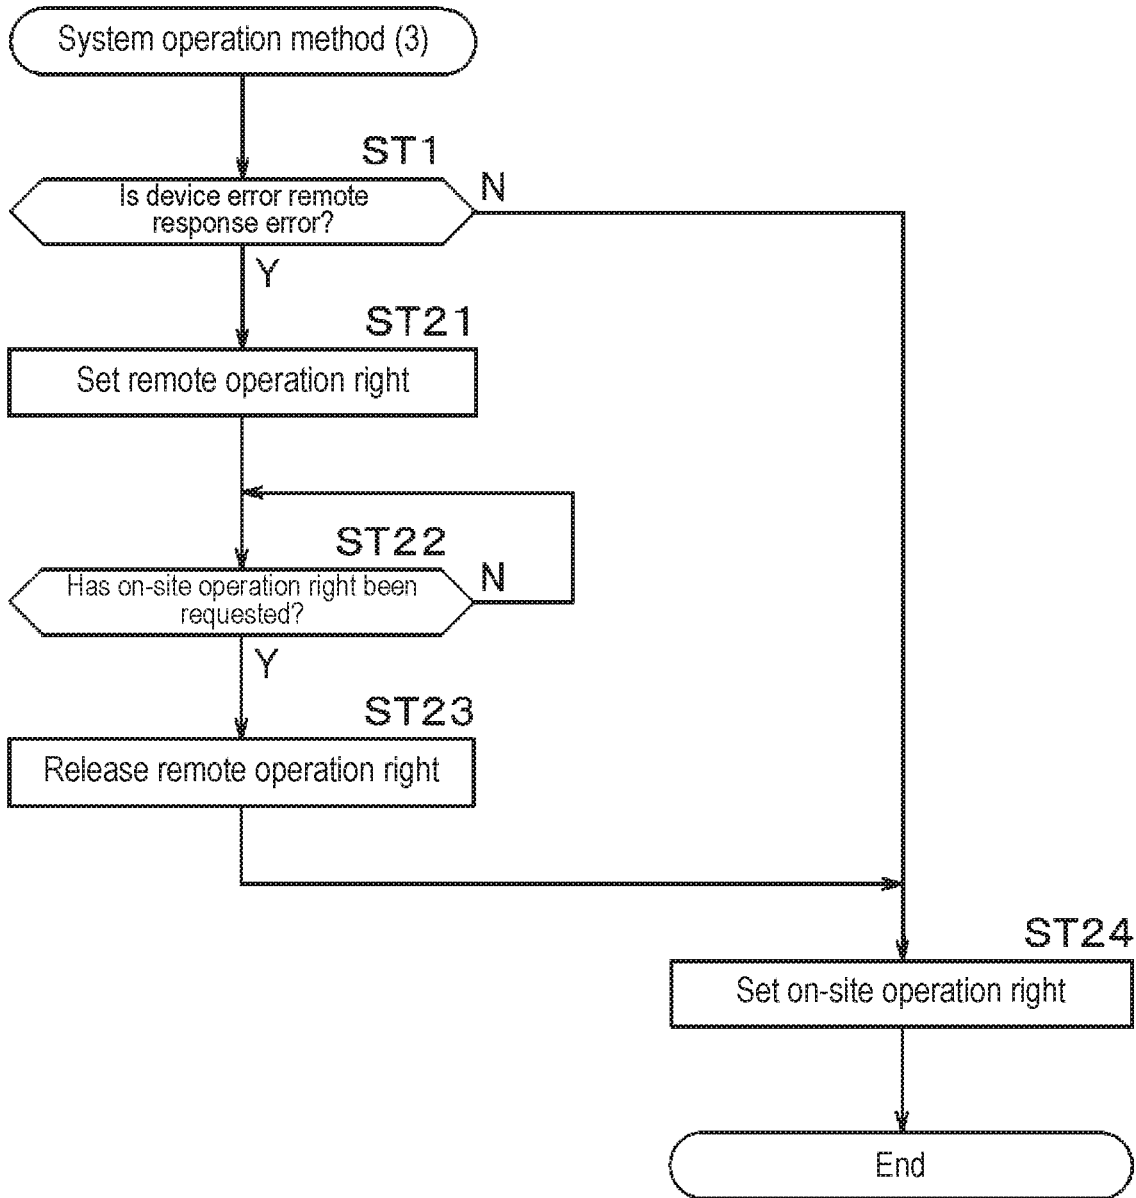 System operation method (3)
ST1
Is device error remote
response error?
N
Y
ST21
Set remote operation right
ST22
Has on-site operation right been
requested?
N
Y
ST23
Release remote operation right
ST24
Set on-site operation right
End